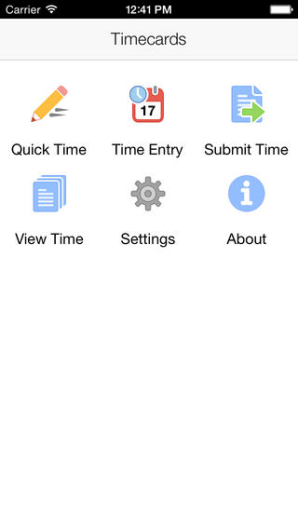 Carrier 12:41 PM
Timecards
17
Quick Time Time Entry Submit Time
View Time Settings About